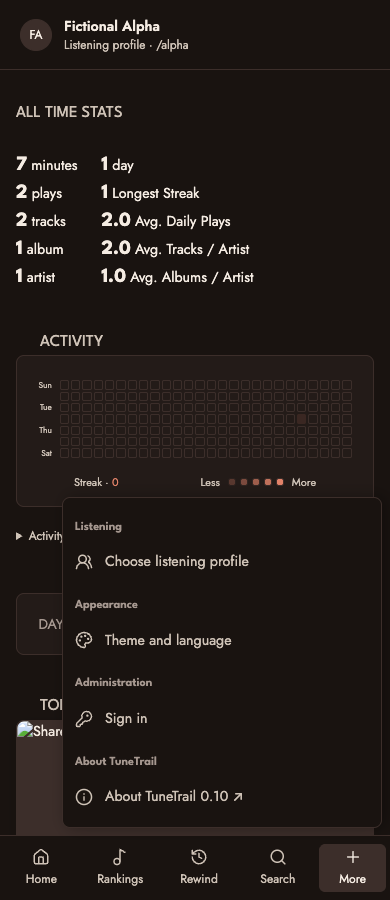 FA
Fictional Alpha
Listening profile · /alpha
ALL TIME STATS
7 minutes
1 day
2 plays
1 Longest Streak
2 tracks
2.0 Avg. Daily Plays
1 album
2.0 Avg. Tracks / Artist
1 artist
1.0 Avg. Albums / Artist
ACTIVITY
Sun
Tue
Thu
Sat
Streak · 0
Less
More
Listening
Choose listening profile
Appearance
Theme and language
Administration
Sign in
About TuneTrail
About TuneTrail 0.10 ↗
Home
Rankings
Rewind
Search
More